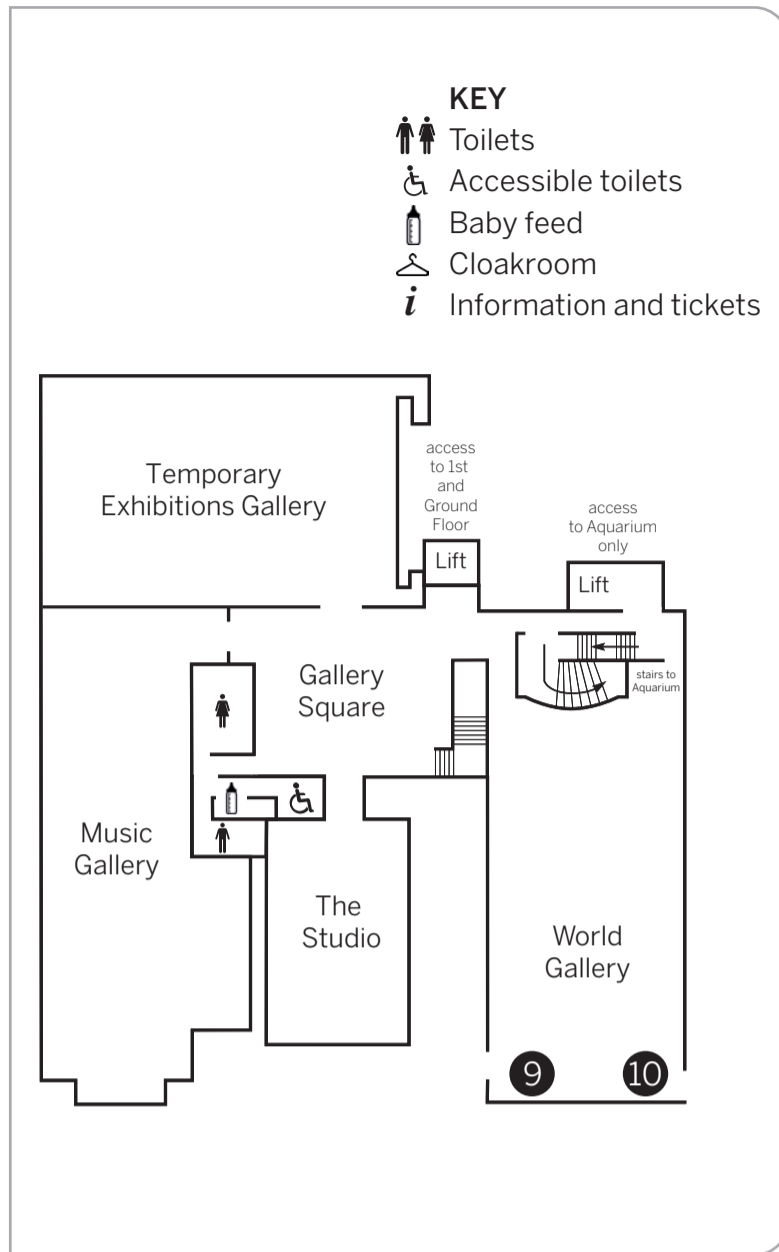 KEY
Toilets
Accessible toilets
Baby feed
Cloakroom
i Information and tickets
Temporary
Exhibitions Gallery
access
to 1st
and
Ground
Floor
Lift
access
to Aquarium
only
Lift
Gallery
Square
stairs to
Aquarium
Music
Gallery
The
Studio
World
Gallery
9
10